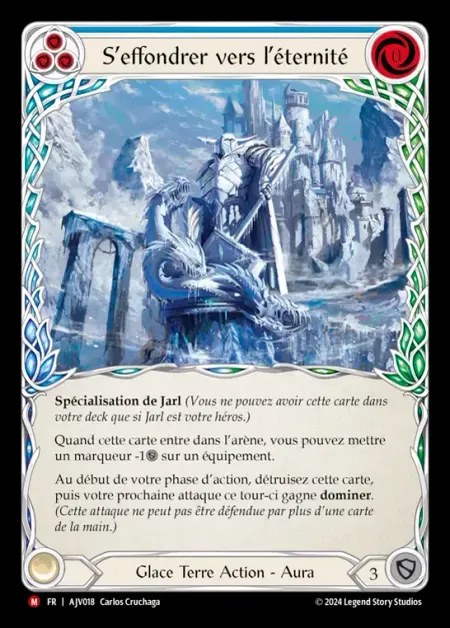 S'effondrer vers l'éternité
0
Spécialisation de Jarl (Vous ne pouvez avoir cette carte dans
votre deck que si Jarl est votre héros.)
Quand cette carte entre dans l'arène, vous pouvez mettre
un marqueur -1 sur un équipement.
Au début de votre phase d'action, détruisez cette carte,
puis votre prochaine attaque ce tour-ci gagne dominer.
(Cette attaque ne peut pas être défendue par plus d'une carte
de la main.)
Glace Terre Action - Aura
3
M FR | AJV018 Carlos Cruchaga
© 2024 Legend Story Studios